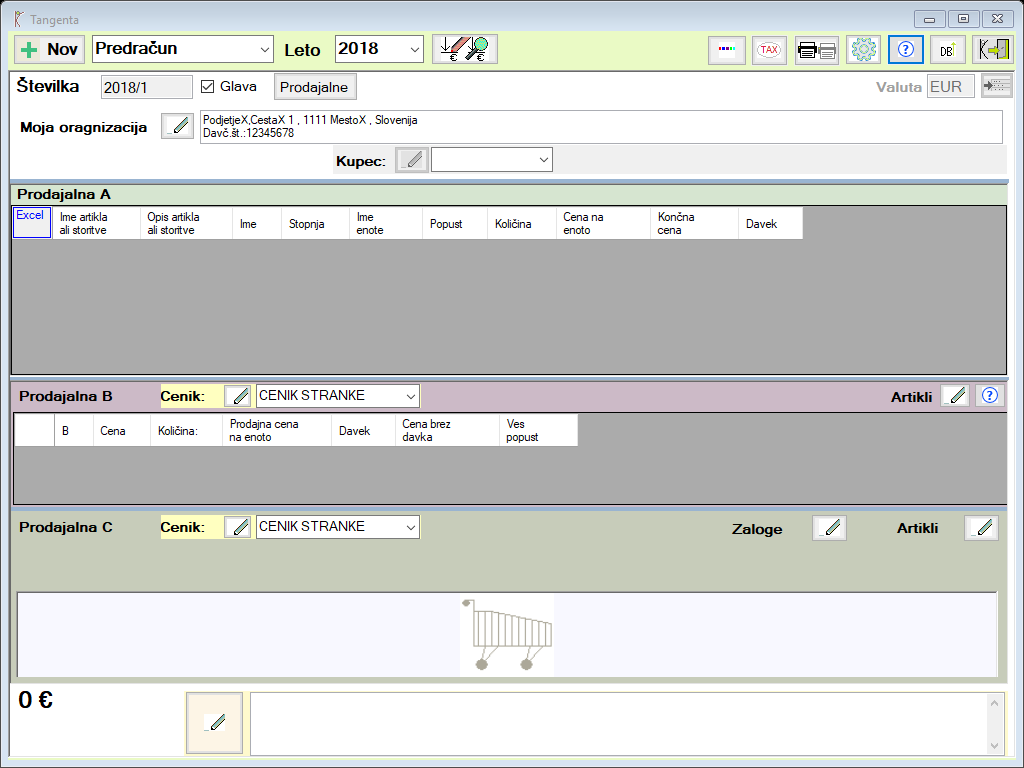 Tangenta
Nov Predračun Leto 2018 TAX DB
Številka 2018/1 Glava Prodajalne Valuta EUR
Moja oragnizacija PodjetjeX,CestaX 1 , 1111 MestoX , Slovenija
Davč.št.:12345678
Kupec:
Prodajalna A
Excel Ime artikla ali storitve Opis artikla ali storitve Ime Stopnja Ime enote Popust Količina Cena na enoto Končna cena Davek
Prodajalna B Cenik: CENIK STRANKE Artikli
B Cena Količina: Prodajna cena na enoto Davek Cena brez davka Ves popust
Prodajalna C Cenik: CENIK STRANKE Zaloge Artikli
0 €